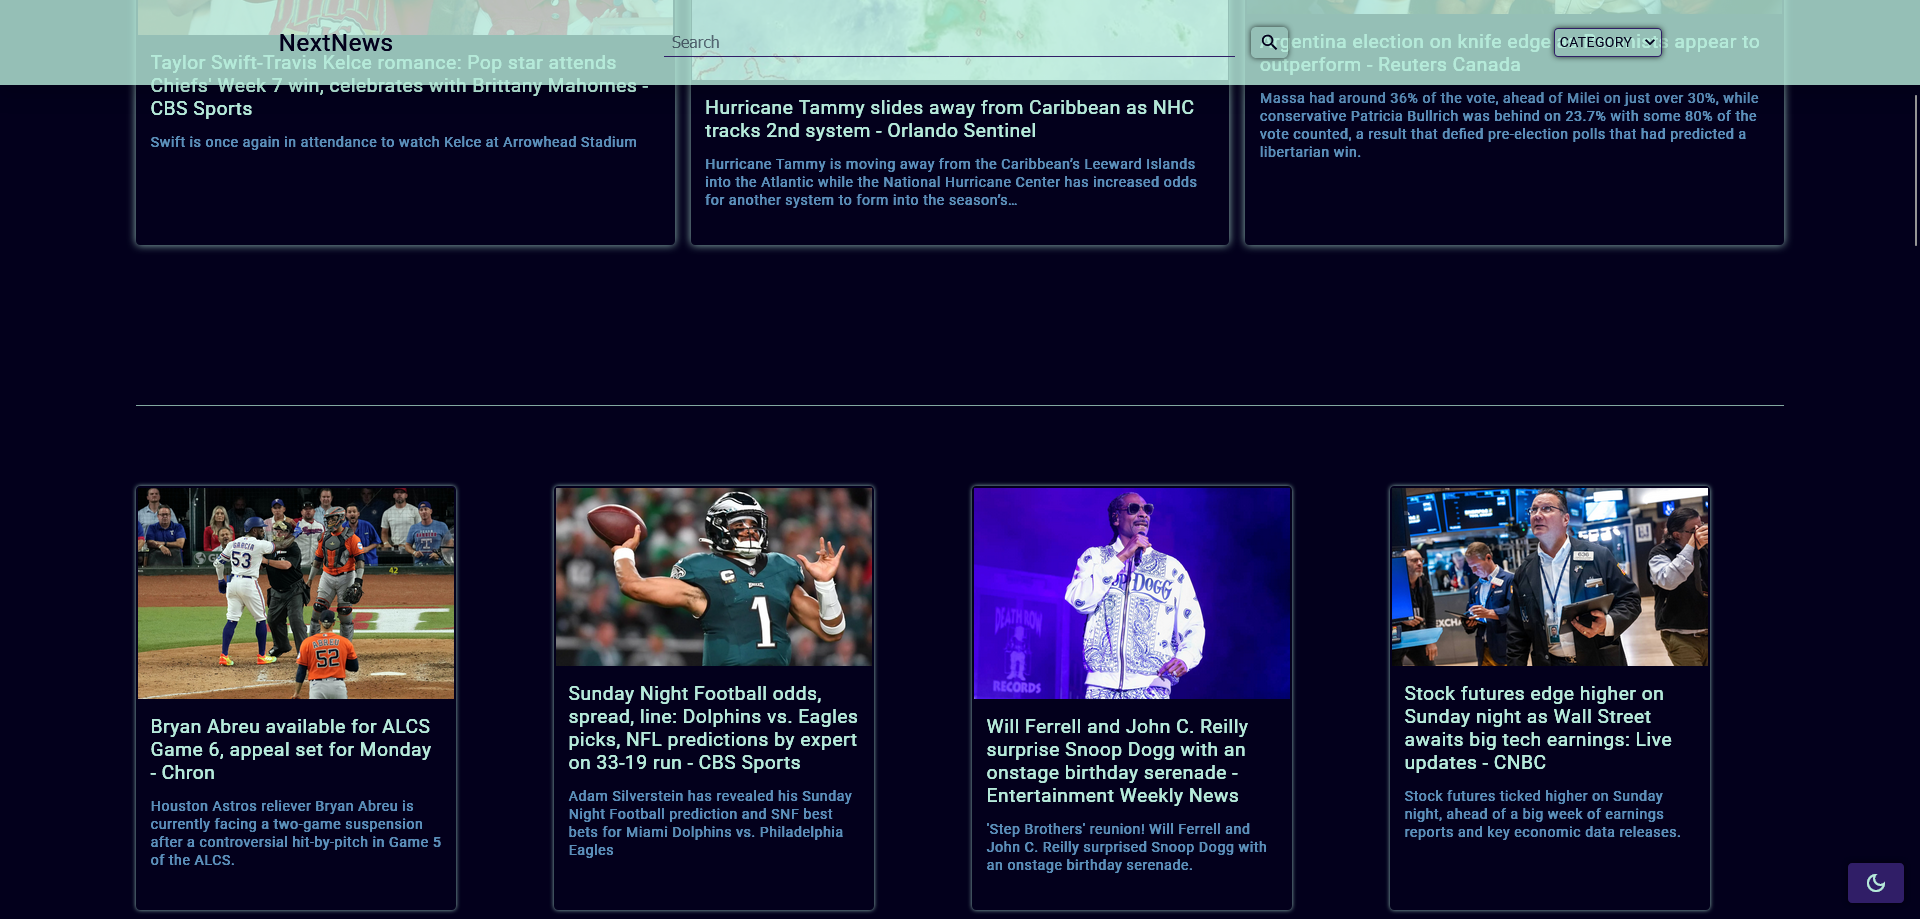 NextNews
Search
CATEGORY
Taylor Swift-Travis Kelce romance: Pop star attends
Chiefs' Week 7 win, celebrates with Brittany Mahomes -
CBS Sports
Swift is once again in attendance to watch Kelce at Arrowhead Stadium
Hurricane Tammy slides away from Caribbean as NHC
tracks 2nd system - Orlando Sentinel
Hurricane Tammy is moving away from the Caribbean's Leeward Islands
into the Atlantic while the National Hurricane Center has increased odds
for another system to form into the season's…
Argentina election on knife edge appear to
outperform - Reuters Canada
Massa had around 36% of the vote, ahead of Milei on just over 30%, while
conservative Patricia Bullrich was behind on 23.7% with some 80% of the
vote counted, a result that defied pre-election polls that had predicted a
libertarian win.
GARCIA
53
42
ABREU
52
Bryan Abreu available for ALCS
Game 6, appeal set for Monday
- Chron
Houston Astros reliever Bryan Abreu is
currently facing a two-game suspension
after a controversial hit-by-pitch in Game 5
of the ALCS.
1
Sunday Night Football odds,
spread, line: Dolphins vs. Eagles
picks, NFL predictions by expert
on 33-19 run - CBS Sports
Adam Silverstein has revealed his Sunday
Night Football prediction and SNF best
bets for Miami Dolphins vs. Philadelphia
Eagles
DOGG
DEATH ROW
RECORDS
Will Ferrell and John C. Reilly
surprise Snoop Dogg with an
onstage birthday serenade -
Entertainment Weekly News
'Step Brothers' reunion! Will Ferrell and
John C. Reilly surprised Snoop Dogg with
an onstage birthday serenade.
Stock futures edge higher on
Sunday night as Wall Street
awaits big tech earnings: Live
updates - CNBC
Stock futures ticked higher on Sunday
night, ahead of a big week of earnings
reports and key economic data releases.